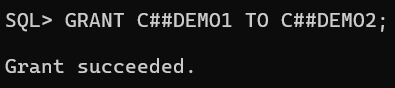 SQL> GRANT C##DEMO1 TO C##DEMO2;
Grant succeeded.